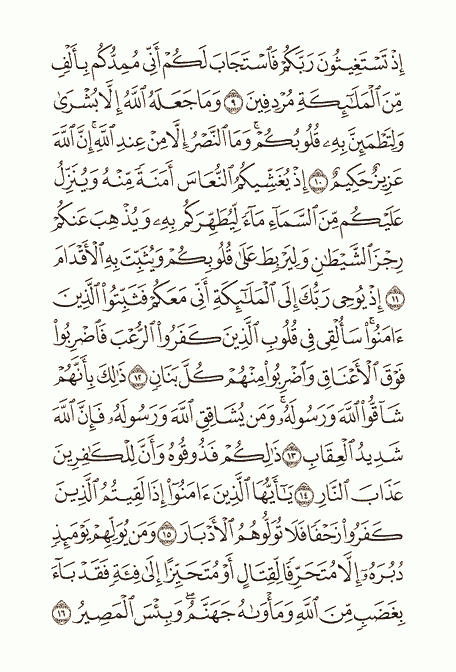 إِذْ تَسْتَغِيثُونَ رَبَّكُمْ فَٱسْتَجَابَ لَكُمْ أَنِّى مُمِدُّكُم بِأَلْفٍ
مِّنَ ٱلْمَلَٰٓئِكَةِ مُرْدِفِينَ ٩ وَمَا جَعَلَهُ ٱللَّهُ إِلَّا بُشْرَىٰ
وَلِتَطْمَئِنَّ بِهِۦ قُلُوبُكُمْ ۚ وَمَا ٱلنَّصْرُ إِلَّا مِنْ عِندِ ٱللَّهِ ۚ إِنَّ ٱللَّهَ
عَزِيزٌ حَكِيمٌ ١٠ إِذْ يُغَشِّيكُمُ ٱلنُّعَاسَ أَمَنَةً مِّنْهُ وَيُنَزِّلُ
عَلَيْكُم مِّنَ ٱلسَّمَآءِ مَآءً لِّيُطَهِّرَكُم بِهِۦ وَيُذْهِبَ عَنكُمْ
رِجْزَ ٱلشَّيْطَٰنِ وَلِيَرْبِطَ عَلَىٰ قُلُوبِكُمْ وَيُثَبِّتَ بِهِ ٱلْأَقْدَامَ
١١ إِذْ يُوحِى رَبُّكَ إِلَى ٱلْمَلَٰٓئِكَةِ أَنِّى مَعَكُمْ فَثَبِّتُوا۟ ٱلَّذِينَ
ءَامَنُوا۟ ۚ سَأُلْقِى فِى قُلُوبِ ٱلَّذِينَ كَفَرُوا۟ ٱلرُّعْبَ فَٱضْرِبُوا۟
فَوْقَ ٱلْأَعْنَاقِ وَٱضْرِبُوا۟ مِنْهُمْ كُلَّ بَنَانٍ ١٢ ذَٰلِكَ بِأَنَّهُمْ
شَآقُّوا۟ ٱللَّهَ وَرَسُولَهُۥ ۚ وَمَن يُشَاقِقِ ٱللَّهَ وَرَسُولَهُۥ فَإِنَّ ٱللَّهَ
شَدِيدُ ٱلْعِقَابِ ١٣ ذَٰلِكُمْ فَذُوقُوهُ وَأَنَّ لِلْكَٰفِرِينَ
عَذَابَ ٱلنَّارِ ١٤ يَٰٓأَيُّهَا ٱلَّذِينَ ءَامَنُوٓا۟ إِذَا لَقِيتُمُ ٱلَّذِينَ
كَفَرُوا۟ زَحْفًا فَلَا تُوَلُّوهُمُ ٱلْأَدْبَارَ ١٥ وَمَن يُوَلِّهِمْ يَوْمَئِذٍ
دُبُرَهُۥٓ إِلَّا مُتَحَرِّفًا لِّقِتَالٍ أَوْ مُتَحَيِّزًا إِلَىٰ فِئَةٍ فَقَدْ بَآءَ
بِغَضَبٍ مِّنَ ٱللَّهِ وَمَأْوَىٰهُ جَهَنَّمُ ۖ وَبِئْسَ ٱلْمَصِيرُ ١٦